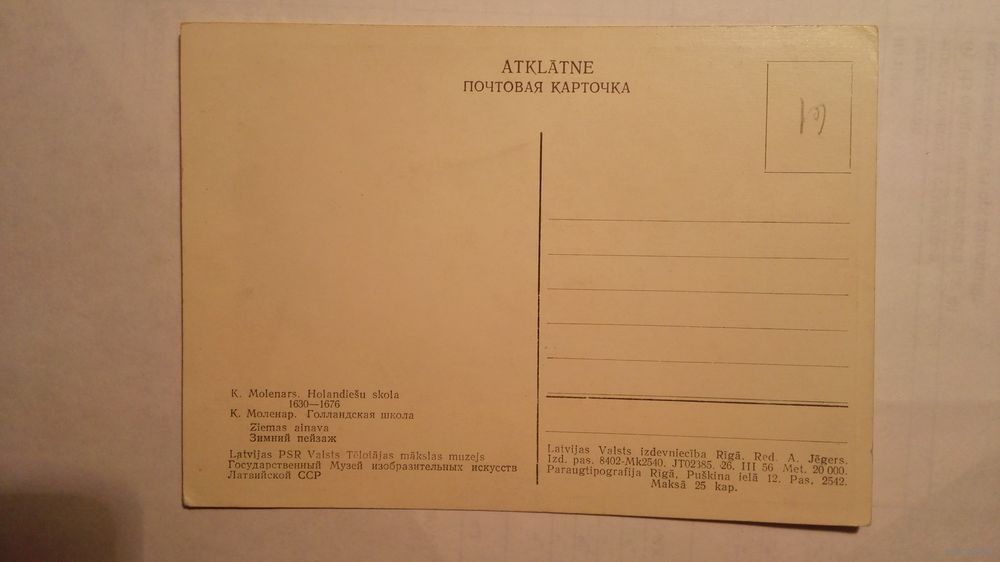 ATKLĀTNE
ПОЧТОВАЯ КАРТОЧКА
K. Molenars. Holandiešu skola
1630—1676
К. Моленар. Голландская школа
Ziemas ainava
Зимний пейзаж
Latvijas PSR Valsts Tēlotājas mākslas muzejs
Государственный Музей изобразительных искусств
Латвийской ССР
Latvijas Valsts izdevniecība Rīgā. Red. A. Jēgers.
Izd. pas. 8402-Mk2540. JT02385. 26. III 56 Met. 20 000.
Paraugtipografija Rīgā, Puškina ielā 12. Pas. 2542.
Maksā 25 kap.